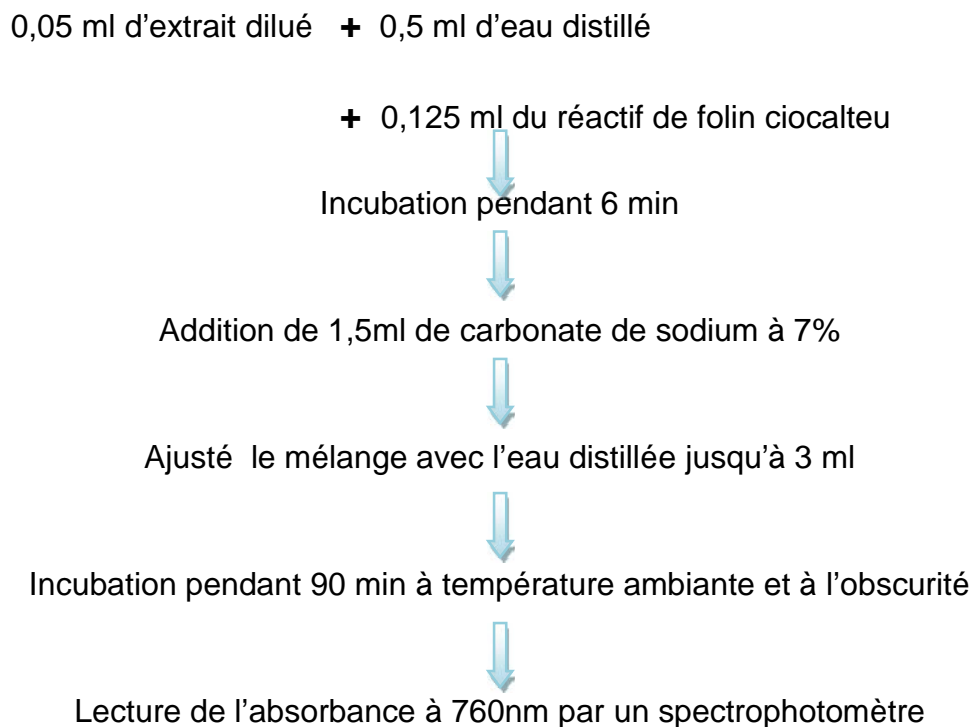 0,05 ml d’extrait dilué + 0,5 ml d’eau distillé
+ 0,125 ml du réactif de folin ciocalteu
Incubation pendant 6 min
Addition de 1,5ml de carbonate de sodium à 7%
Ajusté le mélange avec l’eau distillée jusqu’à 3 ml
Incubation pendant 90 min à température ambiante et à l’obscurité
Lecture de l’absorbance à 760nm par un spectrophotomètre